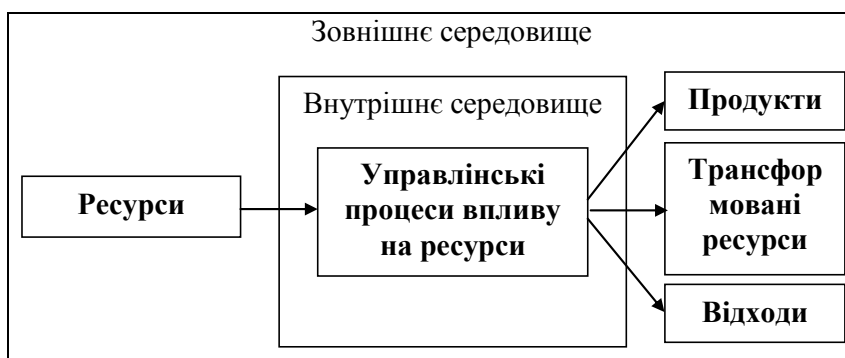 Зовнішнє середовище
Внутрішнє середовище
Ресурси
Управлінські
процеси впливу
на ресурси
Продукти
Трансфор
мовані
ресурси
Відходи